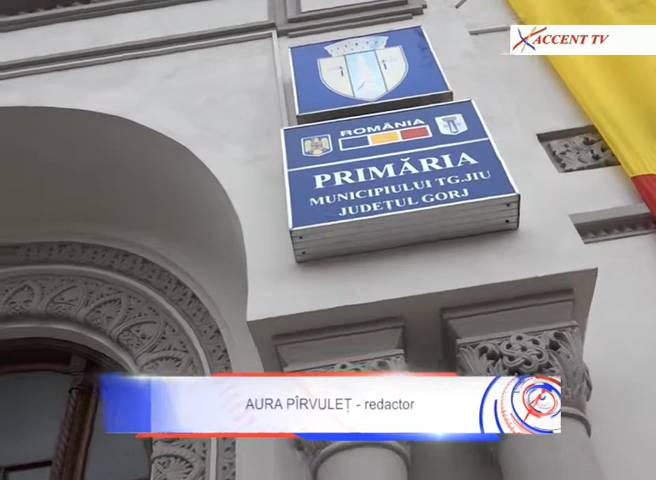 ACCENT TV
ROMÂNIA
PRIMĂRIA
MUNICIPIULUI TG.JIU
JUDEȚUL GORJ
AURA PÎRVULEȚ - redactor